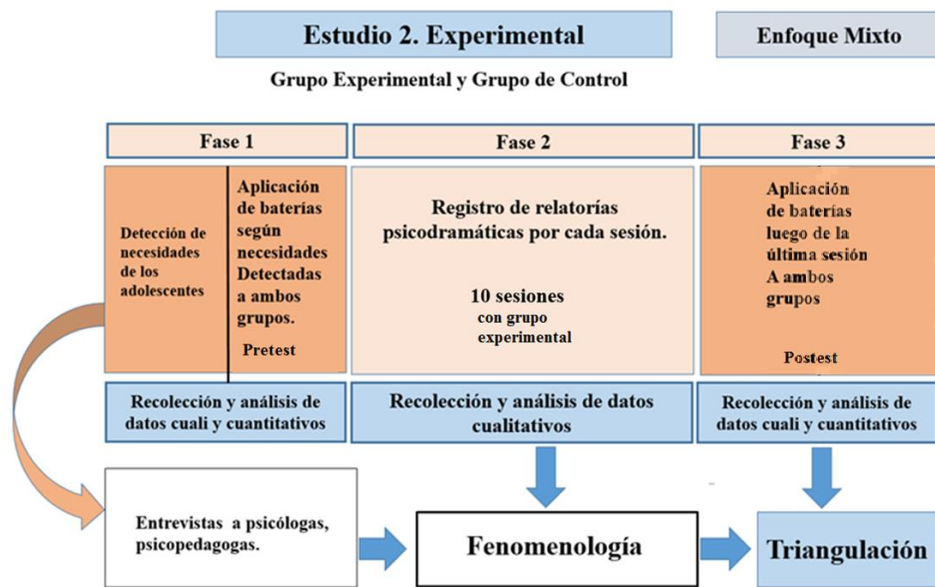 Estudio 2. Experimental
Enfoque Mixto
Grupo Experimental y Grupo de Control
Fase 1
Fase 2
Fase 3
Detección de
necesidades
de los
adolescentes
Aplicación
de baterías
según
necesidades
Detectadas
a ambos
grupos.
Pretest
Registro de relatorías
psicodramáticas por cada sesión.
10 sesiones
con grupo
experimental
Aplicación
de baterías
luego de la
última sesión
A ambos
grupos
Postest
Recolección y análisis de
datos cuali y cuantitativos
Recolección y análisis de datos
cualitativos
Recolección y análisis de
datos cuali y cuantitativos
Entrevistas a psicólogas,
psicopedagogas.
Fenomenología
Triangulación